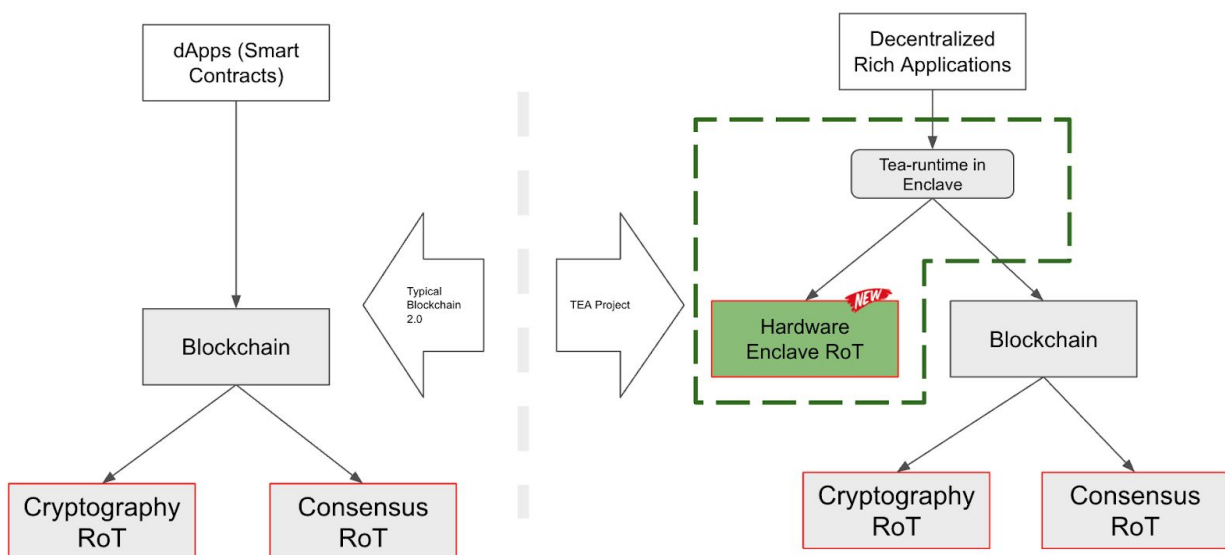 dApps (Smart
Contracts)
Blockchain
Cryptography
RoT
Consensus
RoT
Typical
Blockchain
2.0
TEA Project
Decentralized
Rich Applications
Tea-runtime in
Enclave
NEW
Hardware
Enclave RoT
Blockchain
Cryptography
RoT
Consensus
RoT